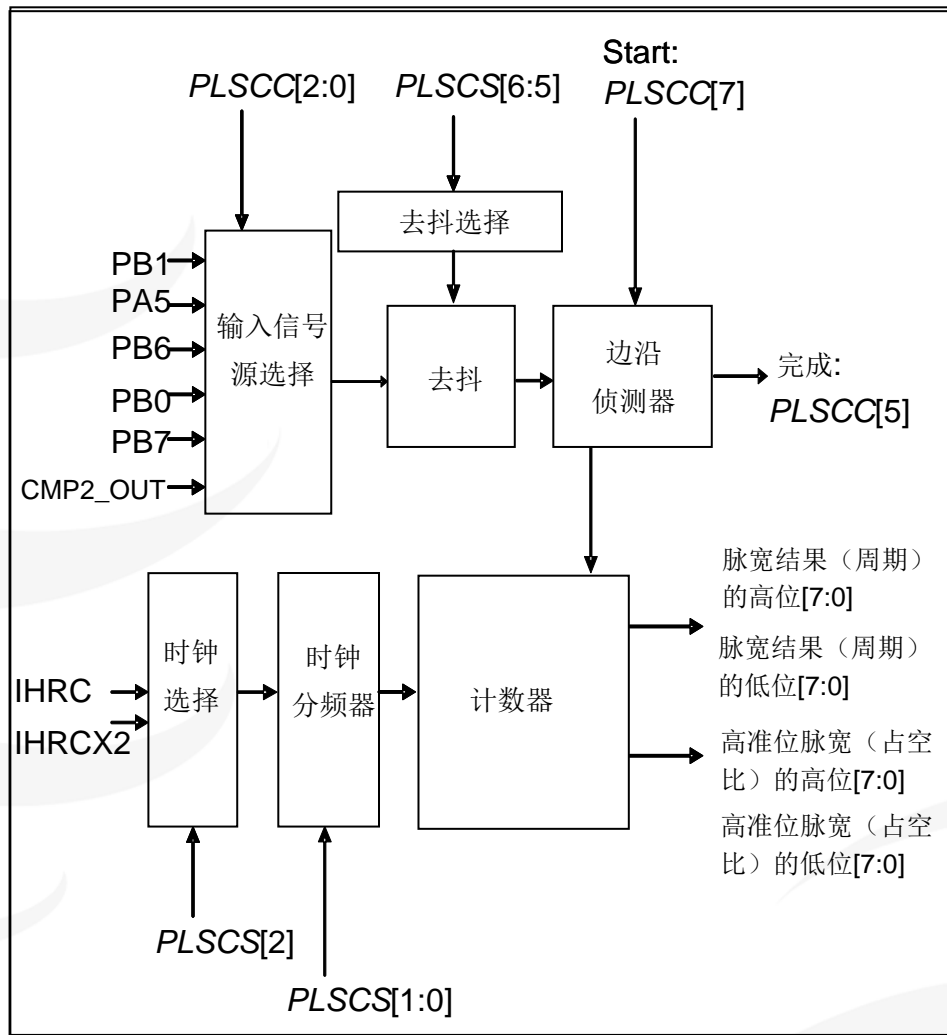 Start:
PLSCC[2:0]
PLSCS[6:5]
PLSCC[7]
去抖选择
PB1
PA5
PB6
PB0
PB7
CMP2_OUT
输入信号
源选择
去抖
边沿
侦测器
完成:
PLSCC[5]
脉宽结果（周期）
的高位[7:0]
脉宽结果（周期）
的低位[7:0]
高准位脉宽（占空
比）的高位[7:0]
高准位脉宽（占空
比）的低位[7:0]
IHRC
IHRCX2
时钟
选择
时钟
分频器
计数器
PLSCS[2]
PLSCS[1:0]